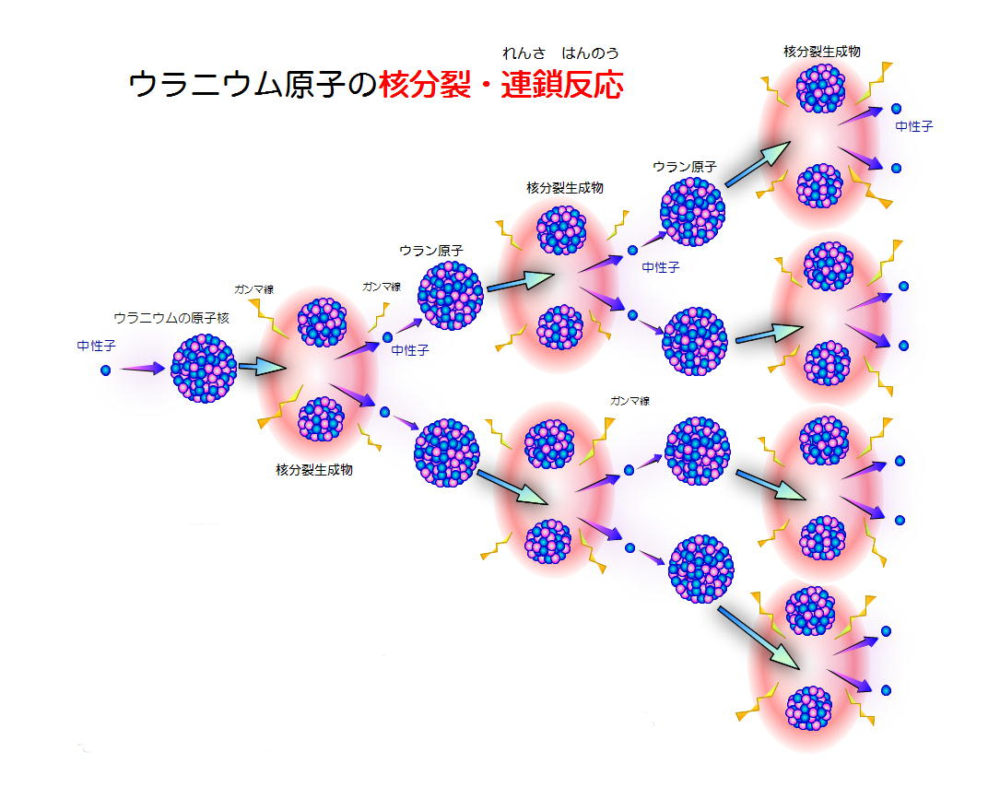 れんさ はんのう
ウラニウム原子の核分裂・連鎖反応
核分裂生成物
中性子
ウラン原子
核分裂生成物
中性子
ウラン原子
ガンマ線
ガンマ線
ウラニウムの原子核
中性子
中性子
ガンマ線
核分裂生成物